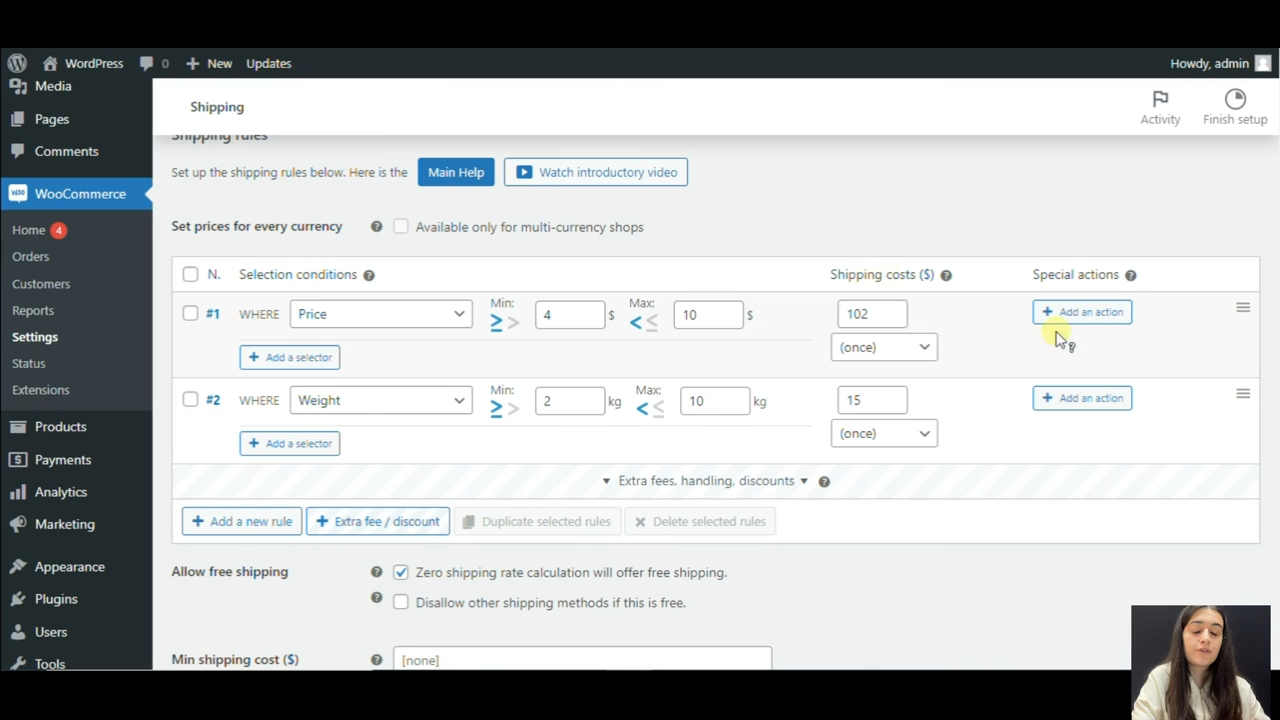 WordPress 0 New Updates Howdy, admin
Media
Pages
Comments
WooCommerce
Home 4
Orders
Customers
Reports
Settings
Status
Extensions
Products
Payments
Analytics
Marketing
Appearance
Plugins
Users
Tools
Shipping
Activity
Finish setup
Shipping rules
Set up the shipping rules below. Here is the Main Help Watch introductory video
Set prices for every currency ? Available only for multi-currency shops
N. Selection conditions ? Shipping costs ($) ? Special actions ?
#1 WHERE Price Min: ≥ > 4 $ Max: < ≤ 10 $ 102 + Add an action
(once)
+ Add a selector
#2 WHERE Weight Min: ≥ > 2 kg Max: < ≤ 10 kg 15 + Add an action
(once)
+ Add a selector
▼ Extra fees, handling, discounts ▼ ?
+ Add a new rule + Extra fee / discount Duplicate selected rules Delete selected rules
Allow free shipping ? Zero shipping rate calculation will offer free shipping.
? Disallow other shipping methods if this is free.
Min shipping cost ($) ? [none]